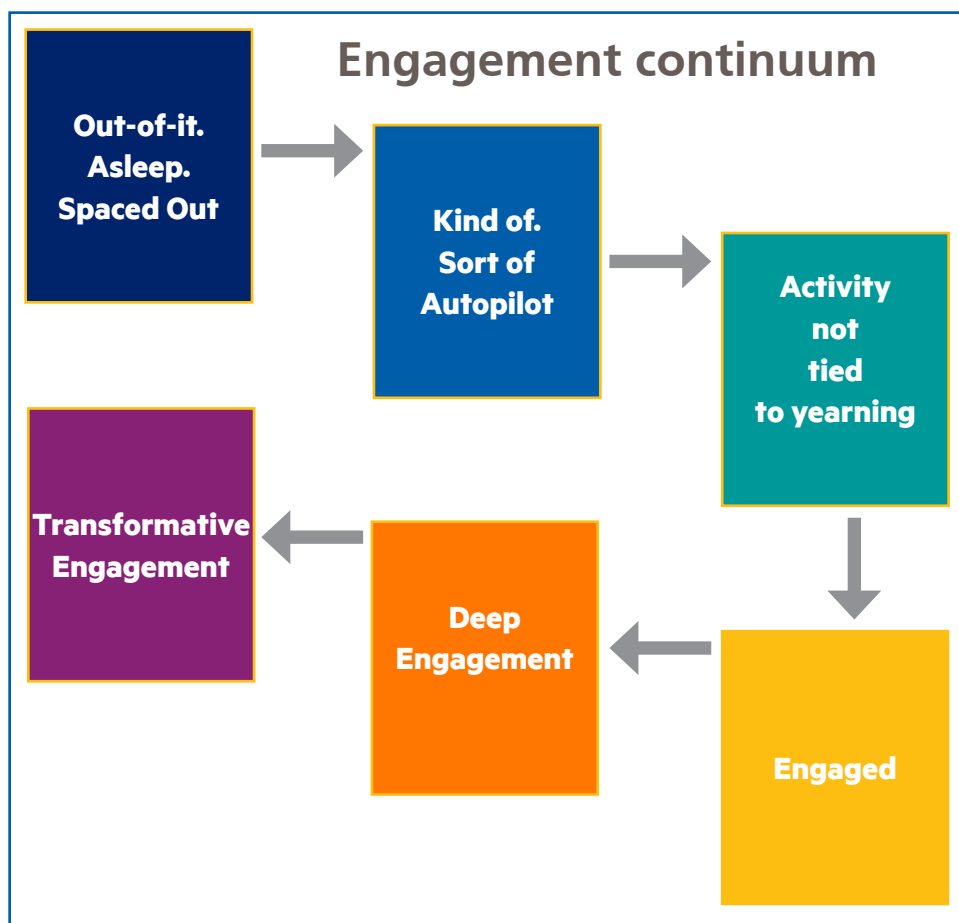 Engagement continuum
Out-of-it.
Asleep.
Spaced Out
Kind of.
Sort of
Autopilot
Activity
not
tied
to yearning
Engaged
Deep
Engagement
Transformative
Engagement